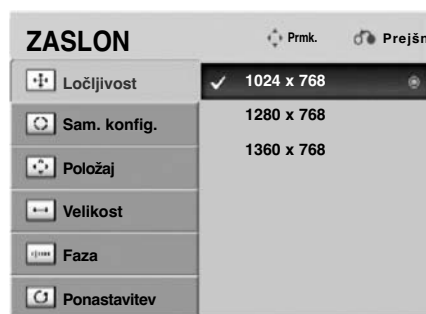 ZASLON Prmk. Prejšn
Ločljivost
1024 x 768
Sam. konfig.
1280 x 768
Položaj
1360 x 768
Velikost
Faza
Ponastavitev